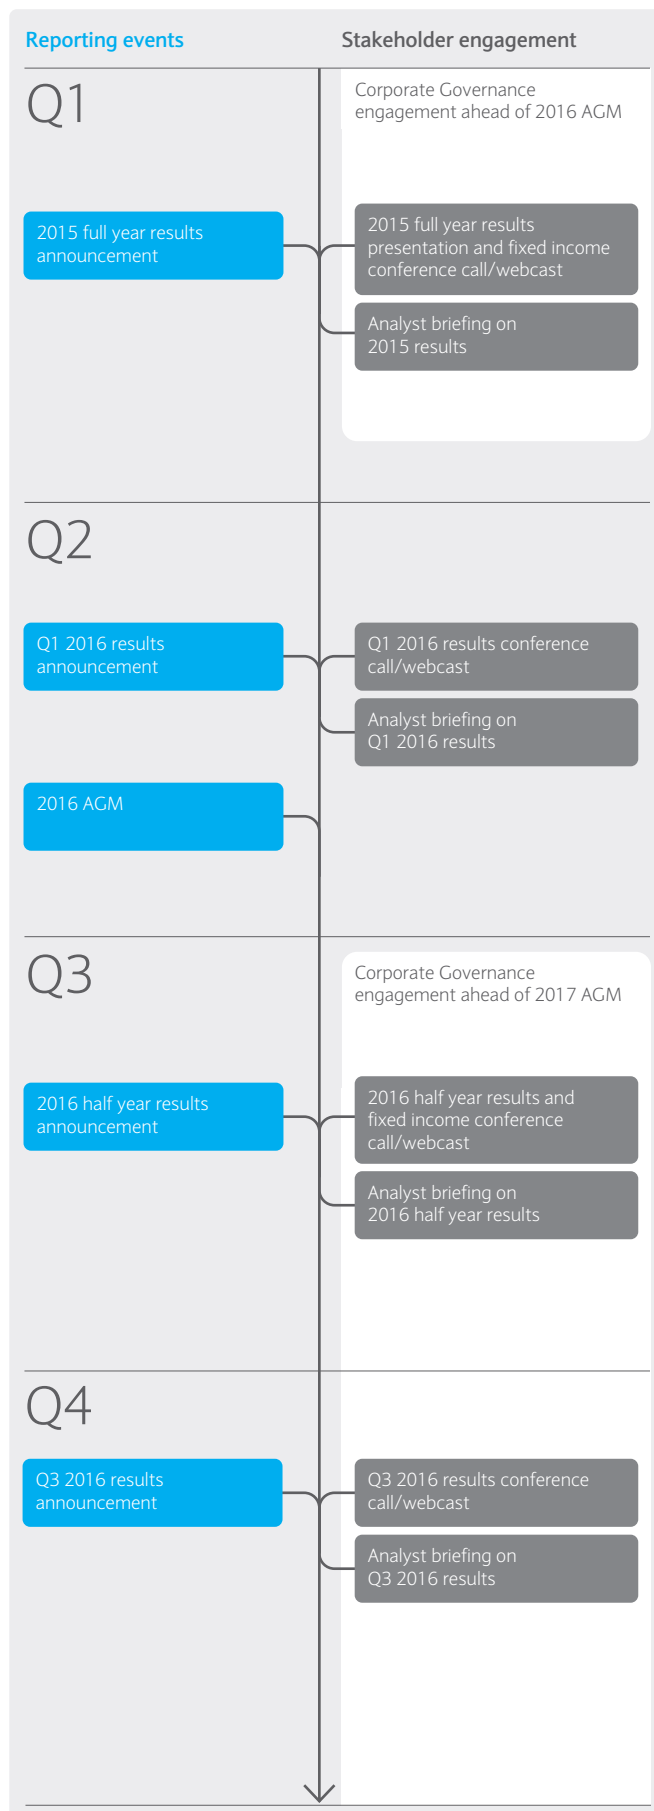 Reporting events
Stakeholder engagement
Q1
Corporate Governance
engagement ahead of 2016 AGM
2015 full year results
announcement
2015 full year results
presentation and fixed income
conference call/webcast
Analyst briefing on
2015 results
Q2
Q1 2016 results
announcement
Q1 2016 results conference
call/webcast
Analyst briefing on
Q1 2016 results
2016 AGM
Q3
Corporate Governance
engagement ahead of 2017 AGM
2016 half year results
announcement
2016 half year results and
fixed income conference
call/webcast
Analyst briefing on
2016 half year results
Q4
Q3 2016 results
announcement
Q3 2016 results conference
call/webcast
Analyst briefing on
Q3 2016 results